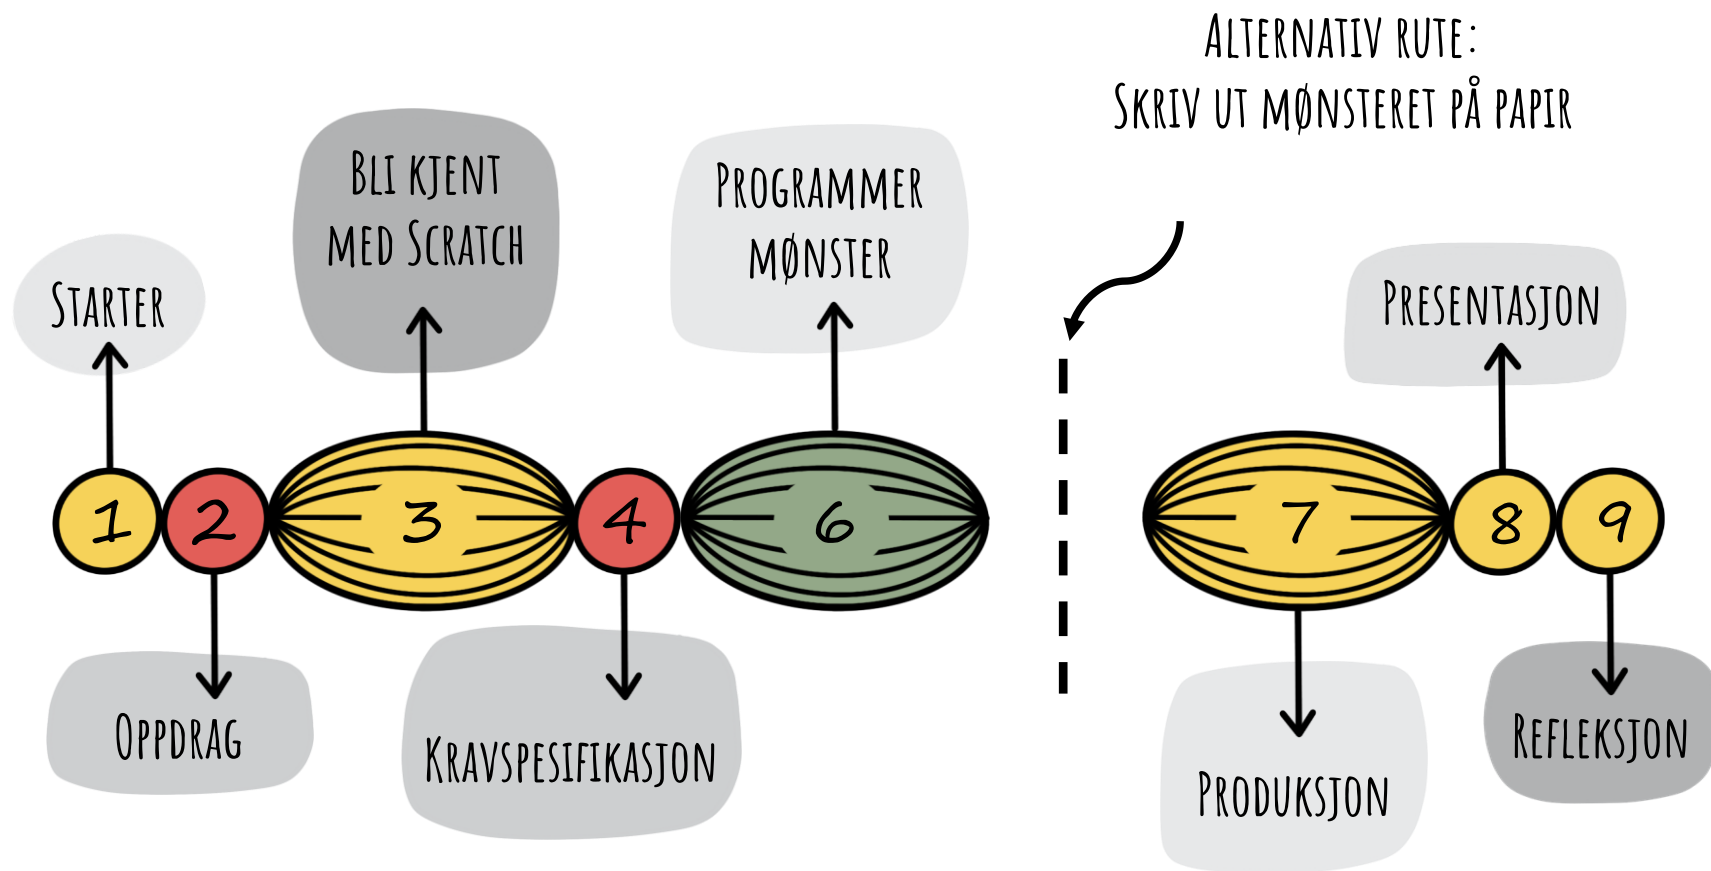 Alternativ rute:
Skriv ut mønsteret på papir
Bli kjent
med Scratch
Programmer
mønster
Starter
Presentasjon
1
2
3
4
6
7
8
9
Oppdrag
Kravspesifikasjon
Produksjon
Refleksjon